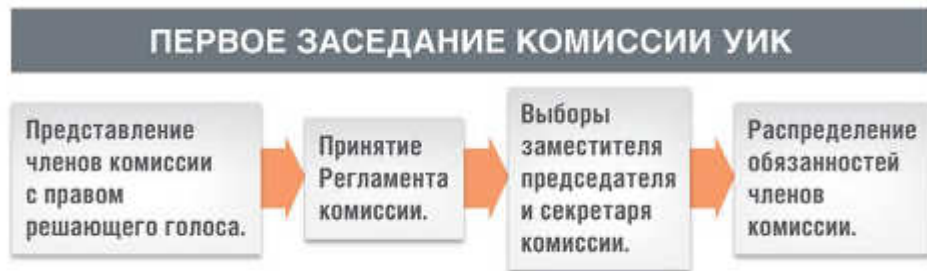 ПЕРВОЕ ЗАСЕДАНИЕ КОМИССИИ УИК
Представление
членов комиссии
с правом
решающего голоса.
Принятие
Регламента
комиссии.
Выборы
заместителя
председателя
и секретаря
комиссии.
Распределение
обязанностей
членов
комиссии.